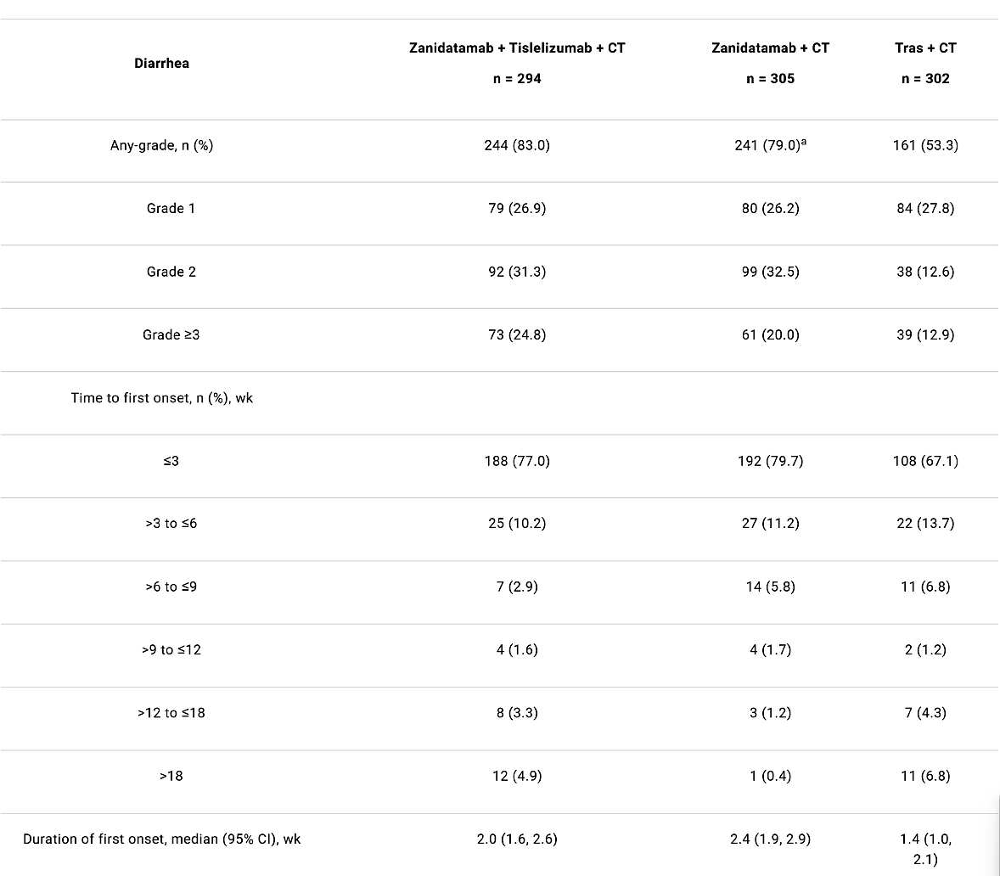 Diarrhea Zanidatamab + Tislelizumab + CT n = 294 Zanidatamab + CT n = 305 Tras + CT n = 302
Any-grade, n (%) 244 (83.0) 241 (79.0)ᵃ 161 (53.3)
Grade 1 79 (26.9) 80 (26.2) 84 (27.8)
Grade 2 92 (31.3) 99 (32.5) 38 (12.6)
Grade ≥3 73 (24.8) 61 (20.0) 39 (12.9)
Time to first onset, n (%), wk
≤3 188 (77.0) 192 (79.7) 108 (67.1)
>3 to ≤6 25 (10.2) 27 (11.2) 22 (13.7)
>6 to ≤9 7 (2.9) 14 (5.8) 11 (6.8)
>9 to ≤12 4 (1.6) 4 (1.7) 2 (1.2)
>12 to ≤18 8 (3.3) 3 (1.2) 7 (4.3)
>18 12 (4.9) 1 (0.4) 11 (6.8)
Duration of first onset, median (95% CI), wk 2.0 (1.6, 2.6) 2.4 (1.9, 2.9) 1.4 (1.0, 2.1)